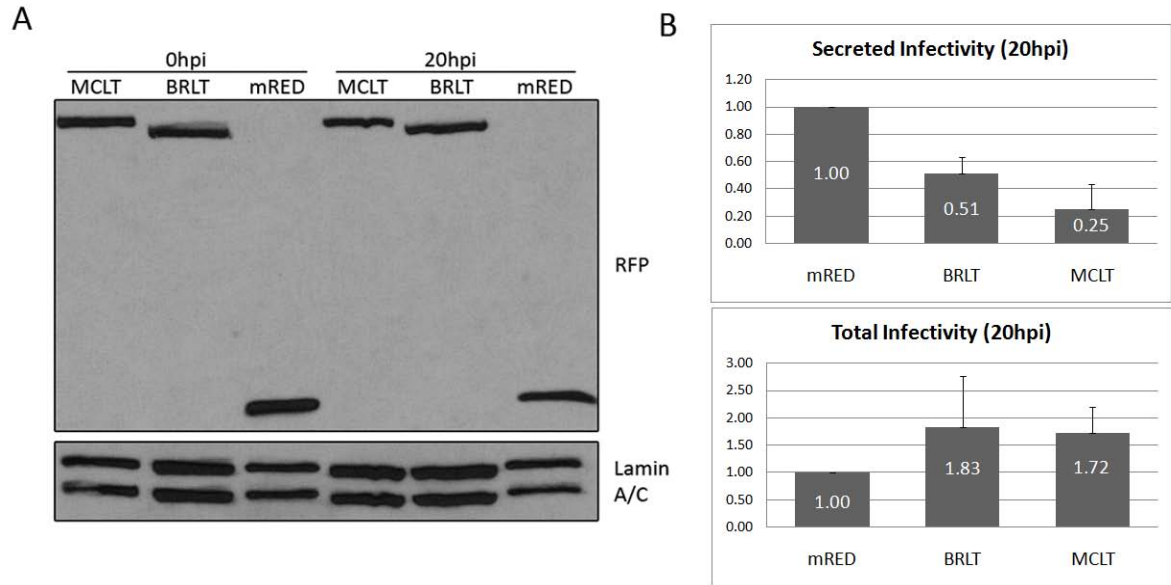 A
0hpi 20hpi
MCLT BRLT mRED MCLT BRLT mRED
RFP
Lamin
A/C
B
Secreted Infectivity (20hpi)
1.20
1.00
0.80
0.60
0.40
0.20
0.00
1.00
0.51
0.25
mRED BRLT MCLT
Total Infectivity (20hpi)
3.00
2.50
2.00
1.50
1.00
0.50
0.00
1.00
1.83
1.72
mRED BRLT MCLT